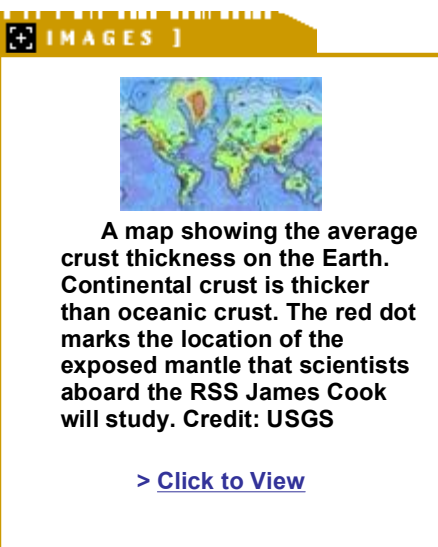 [+] IMAGES ]
A map showing the average
crust thickness on the Earth.
Continental crust is thicker
than oceanic crust. The red dot
marks the location of the
exposed mantle that scientists
aboard the RSS James Cook
will study. Credit: USGS
> Click to View